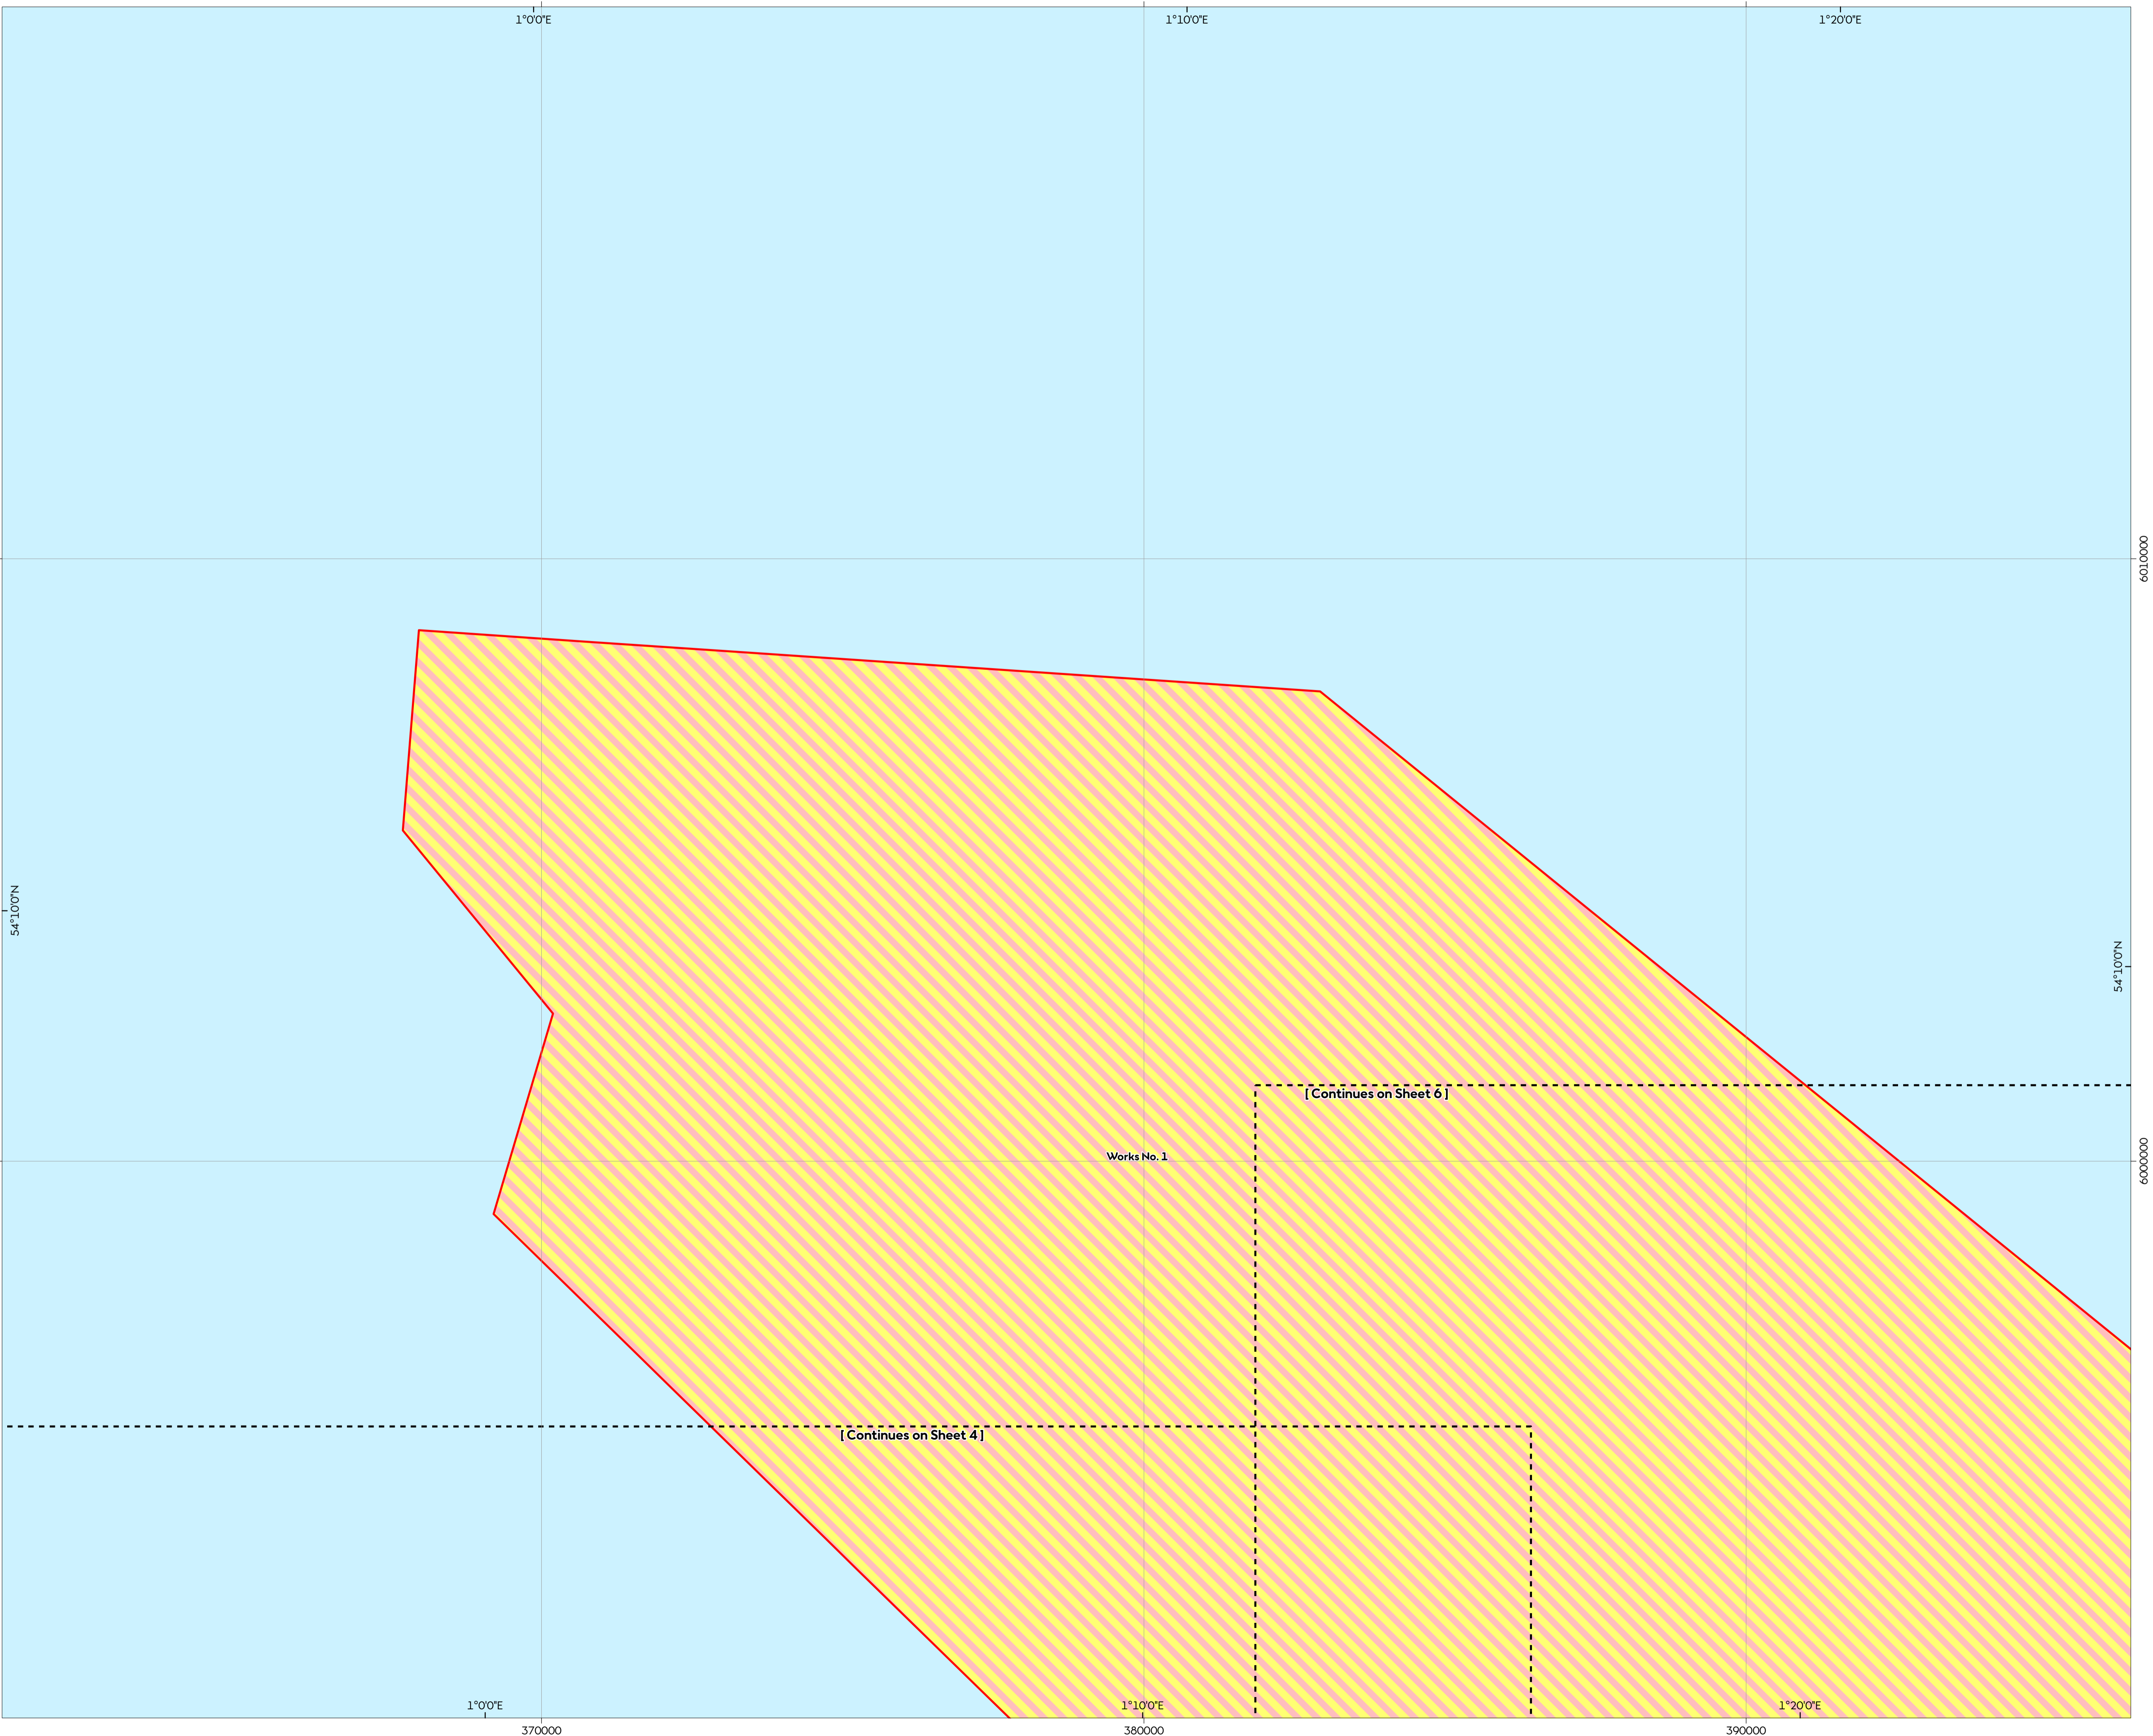 1°0'0"E
1°10'0"E
1°20'0"E
6010000
54°10'0"N
54°10'0"N
[ Continues on Sheet 6 ]
Works No. 1
6000000
[ Continues on Sheet 4 ]
1°0'0"E
1°10'0"E
1°20'0"E
370000
380000
390000